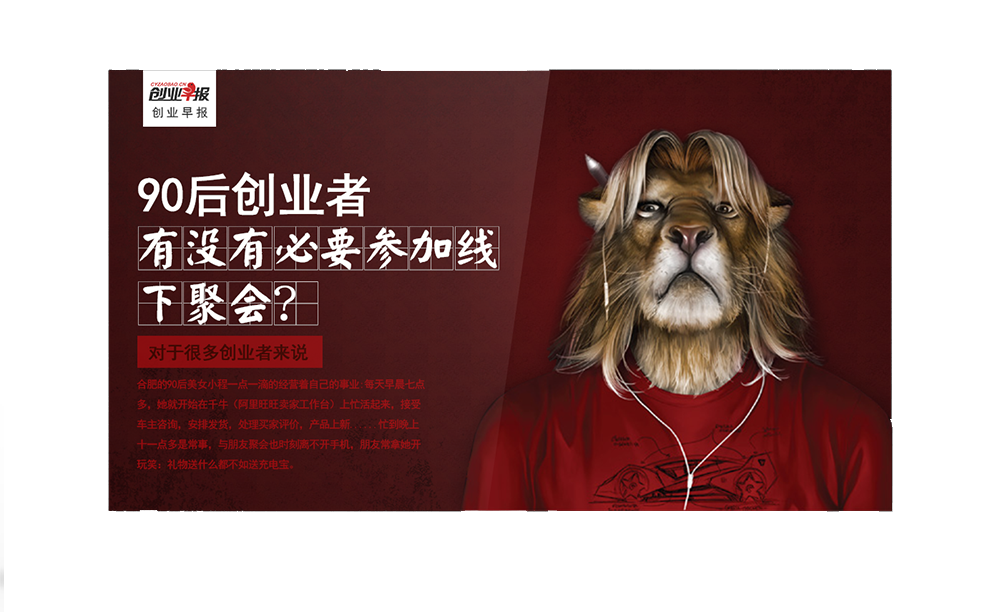 CYZAOBAO.CN
创业早报
创业早报
90后创业者
有没有必要参加线
下聚会？
对于很多创业者来说
合肥的90后美女小程一点一滴的经营着自己的事业:每天早晨七点
多，她就开始在千牛（阿里旺旺卖家工作台）上忙活起来，接受
车主咨询，安排发货，处理买家评价，产品上新......忙到晚上
十一点多是常事，与朋友聚会也时刻离不开手机。朋友常拿她开
玩笑：礼物送什么都不如送充电宝。